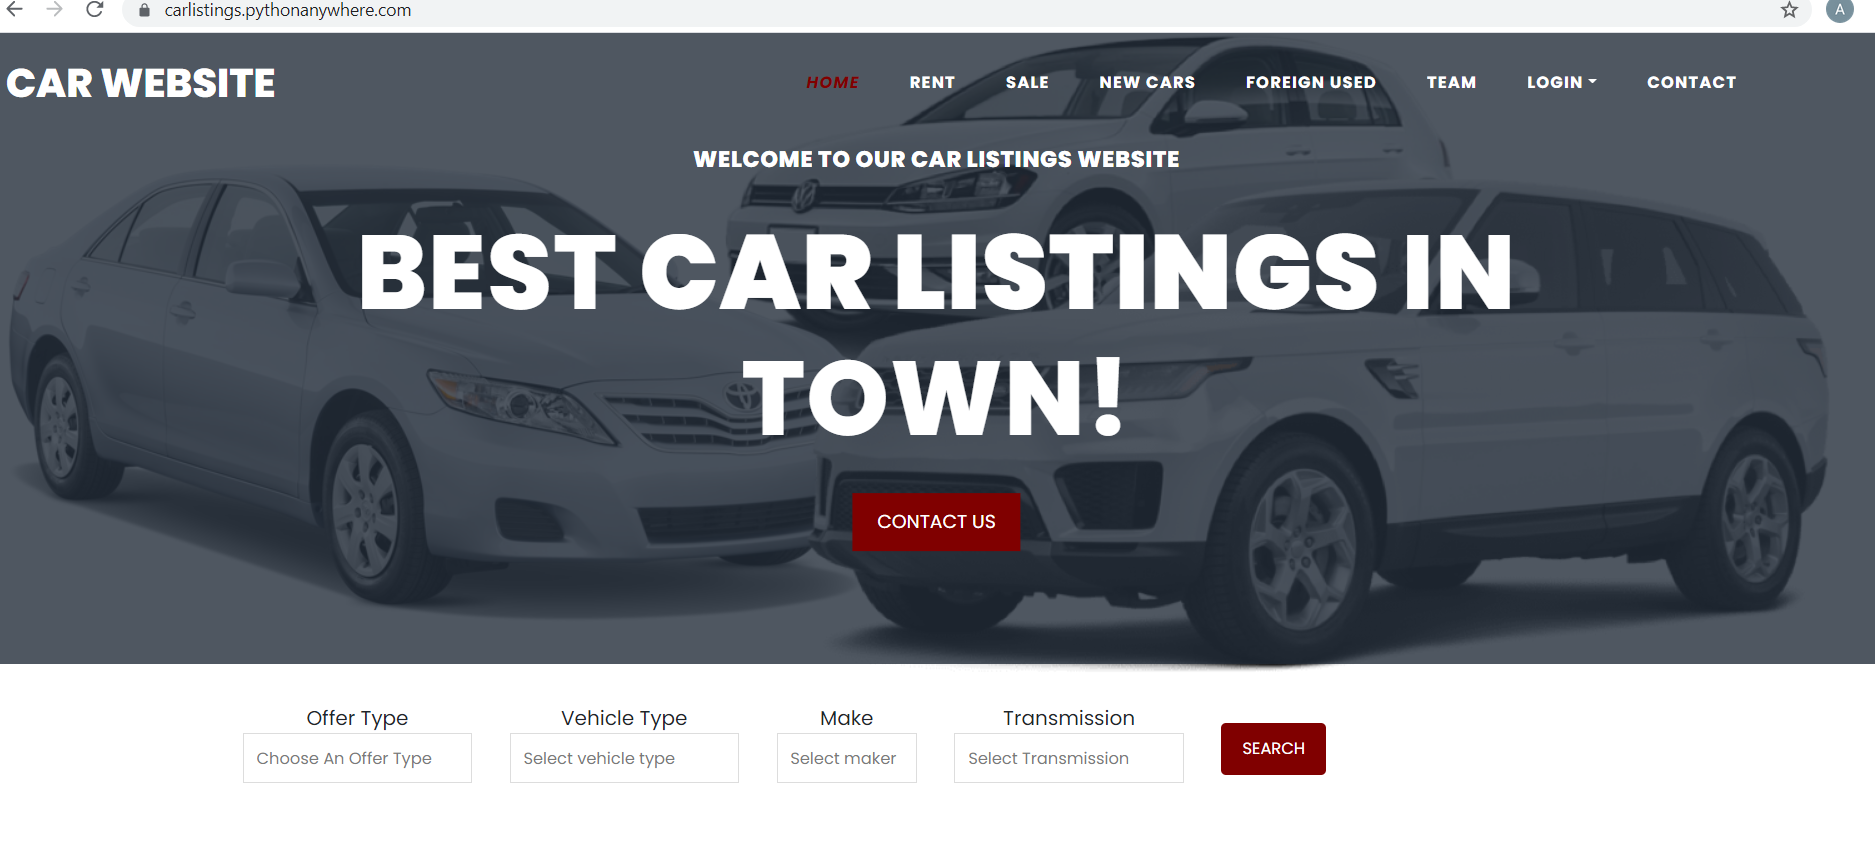 carlistings.pythonanywhere.com
A
CAR WEBSITE
HOME RENT SALE NEW CARS FOREIGN USED TEAM LOGIN CONTACT
WELCOME TO OUR CAR LISTINGS WEBSITE
BEST CAR LISTINGS IN
TOWN!
CONTACT US
Offer Type Vehicle Type Make Transmission
Choose An Offer Type Select vehicle type Select maker Select Transmission SEARCH